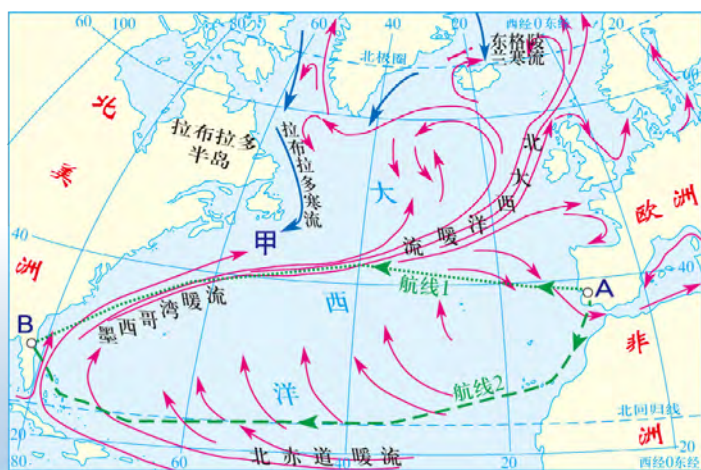 80
100
60
80
60
40
20
西经0东经
20
北极圈
东格陵
兰寒流
60
北
美
洲
拉布拉多
半岛
拉布拉多寒流
大
西
洋
北大西洋暖流
欧洲
甲
40
40
航线1
A
墨西哥湾暖流
B
非
洲
航线2
北回归线
20
20
60
北赤道暖流
40
20
西经0东经